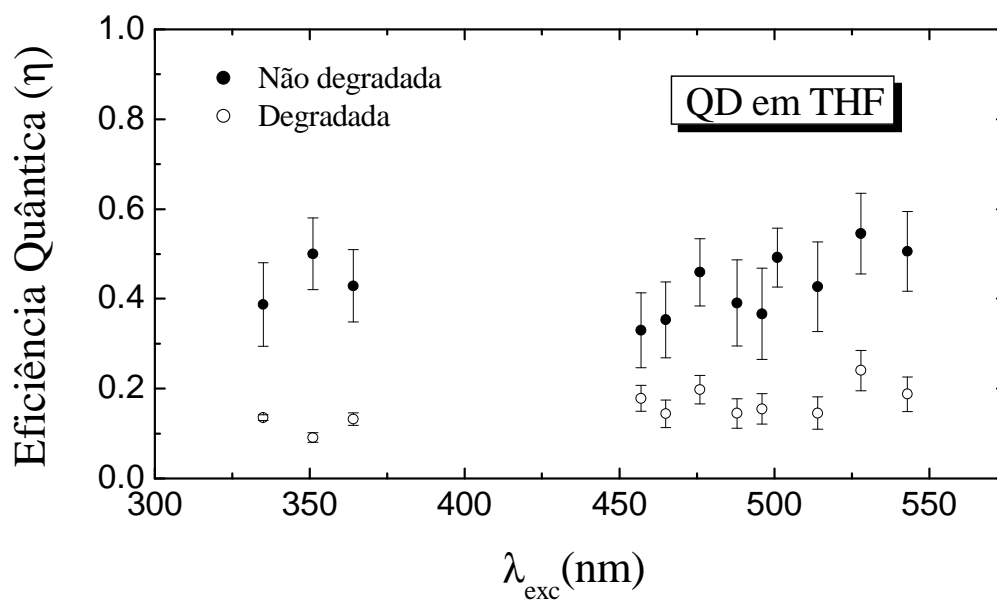 Eficiência Quântica (η)
1.0
0.8
0.6
0.4
0.2
0.0
Não degradada
Degradada
QD em THF
300 350 400 450 500 550
λexc(nm)